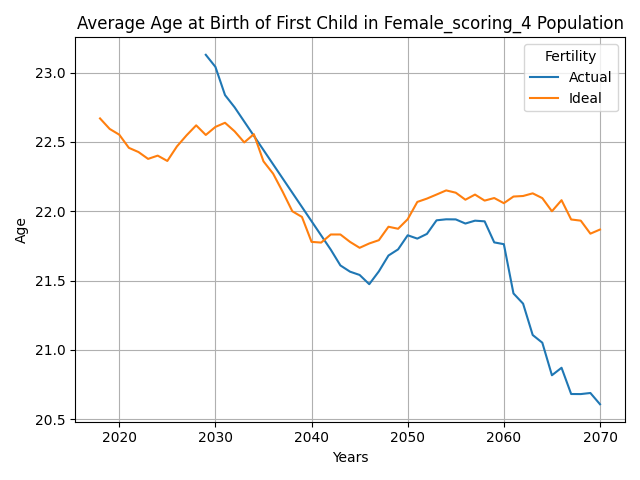 Average Age at Birth of First Child in Female_scoring_4 Population
Fertility
Actual
Ideal
23.0
22.5
22.0
21.5
21.0
20.5
Age
2020
2030
2040
2050
2060
2070
Years